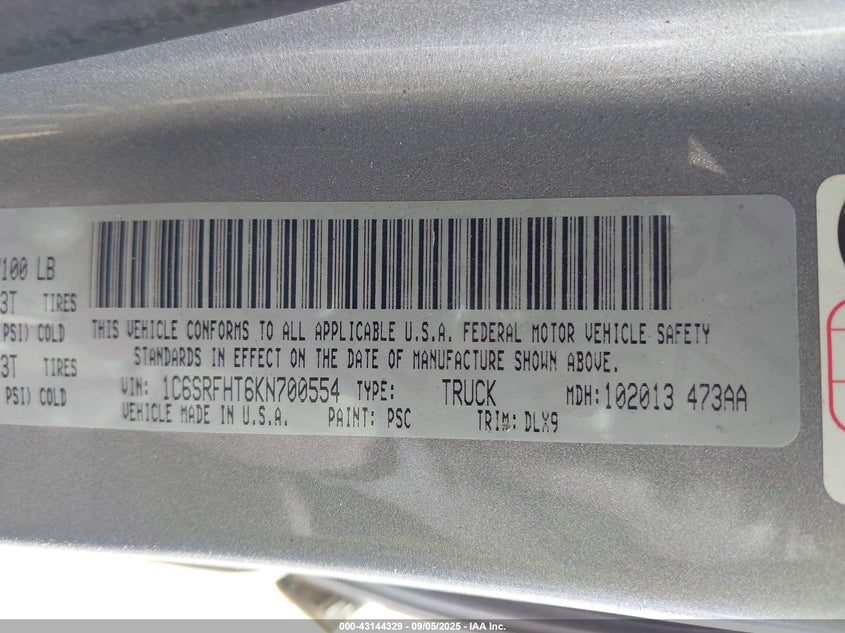 7100 LB
3T TIRES
PSI) COLD
3T TIRES
PSI) COLD
THIS VEHICLE CONFORMS TO ALL APPLICABLE U.S.A. FEDERAL MOTOR VEHICLE SAFETY
STANDARDS IN EFFECT ON THE DATE OF MANUFACTURE SHOWN ABOVE.
VIN: 1C6SRFHT6KN700554 TYPE: TRUCK MDH: 102013 473AA
VEHICLE MADE IN U.S.A. PAINT: PSC TRIM: DLX9
000-43144329 - 09/05/2025 - IAA Inc.